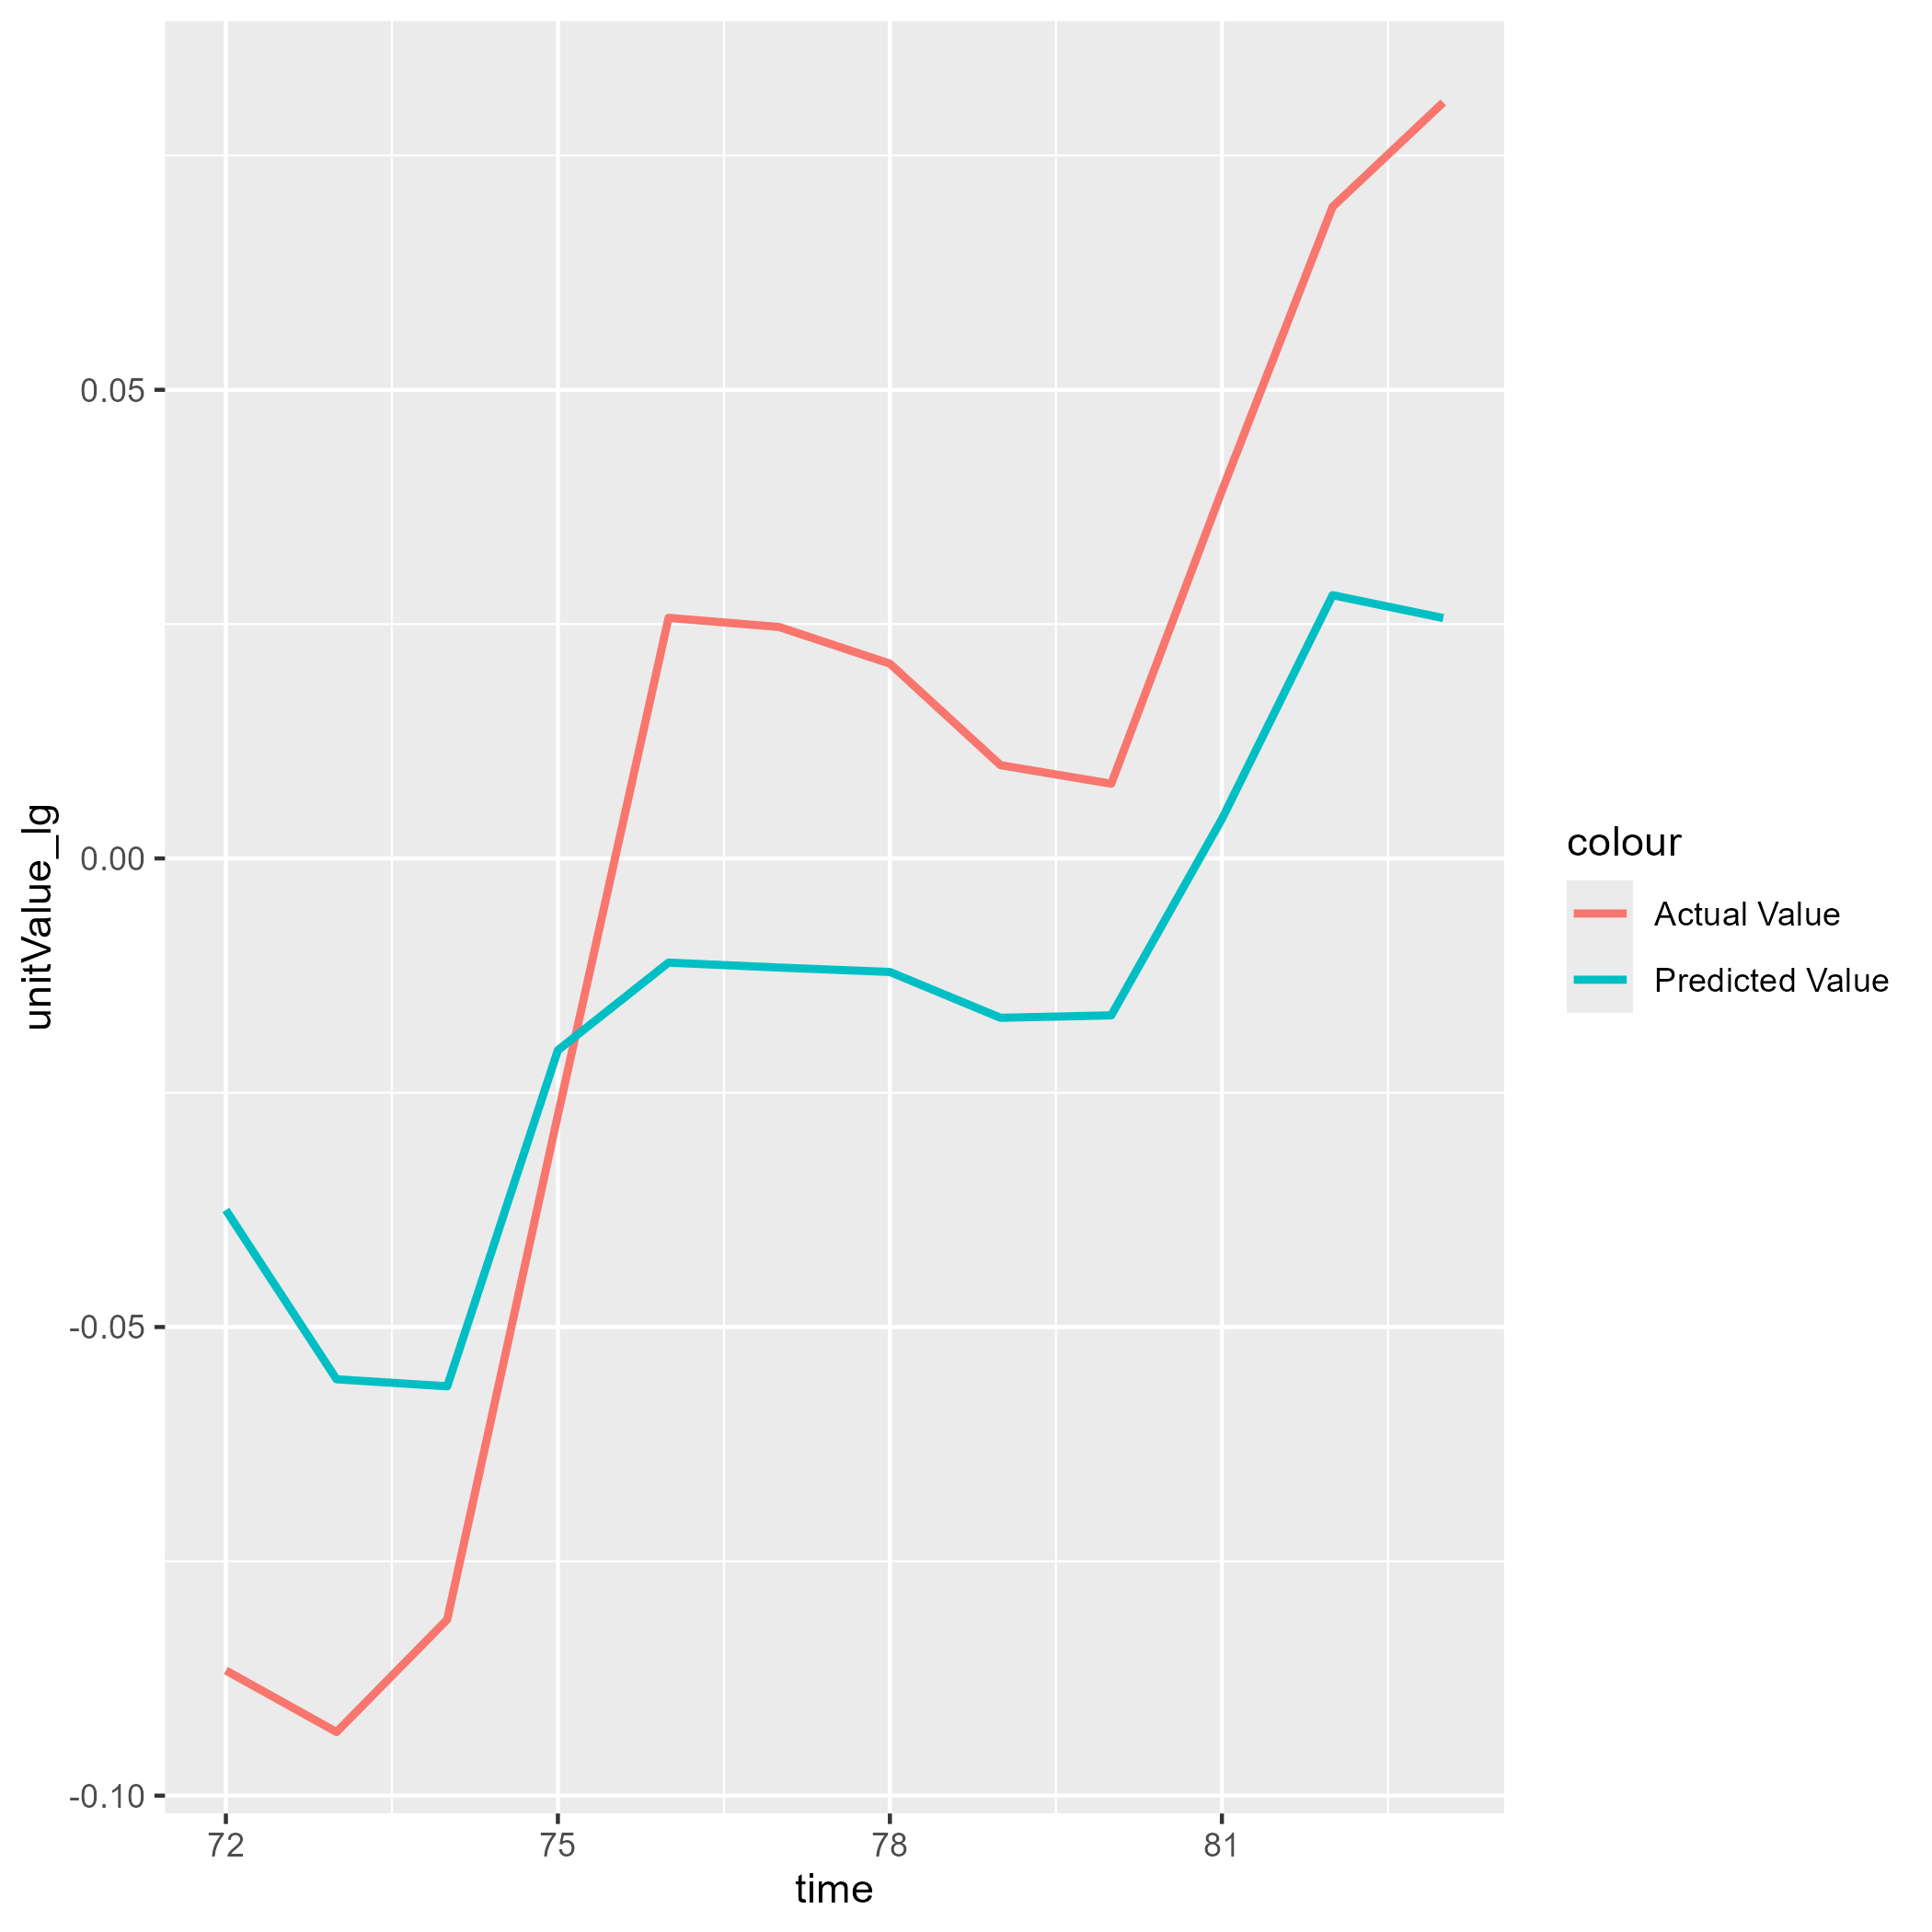 unitValue_lg
0.05
0.00
-0.05
-0.10
72 75 78 81
time
colour
Actual Value
Predicted Value